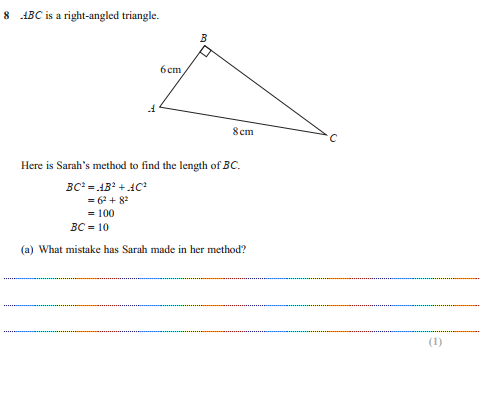 8 ABC is a right-angled triangle.
B
6 cm
A
8 cm
C
Here is Sarah's method to find the length of BC.
BC² = AB² + AC²
= 6² + 8²
= 100
BC = 10
(a) What mistake has Sarah made in her method?
(1)